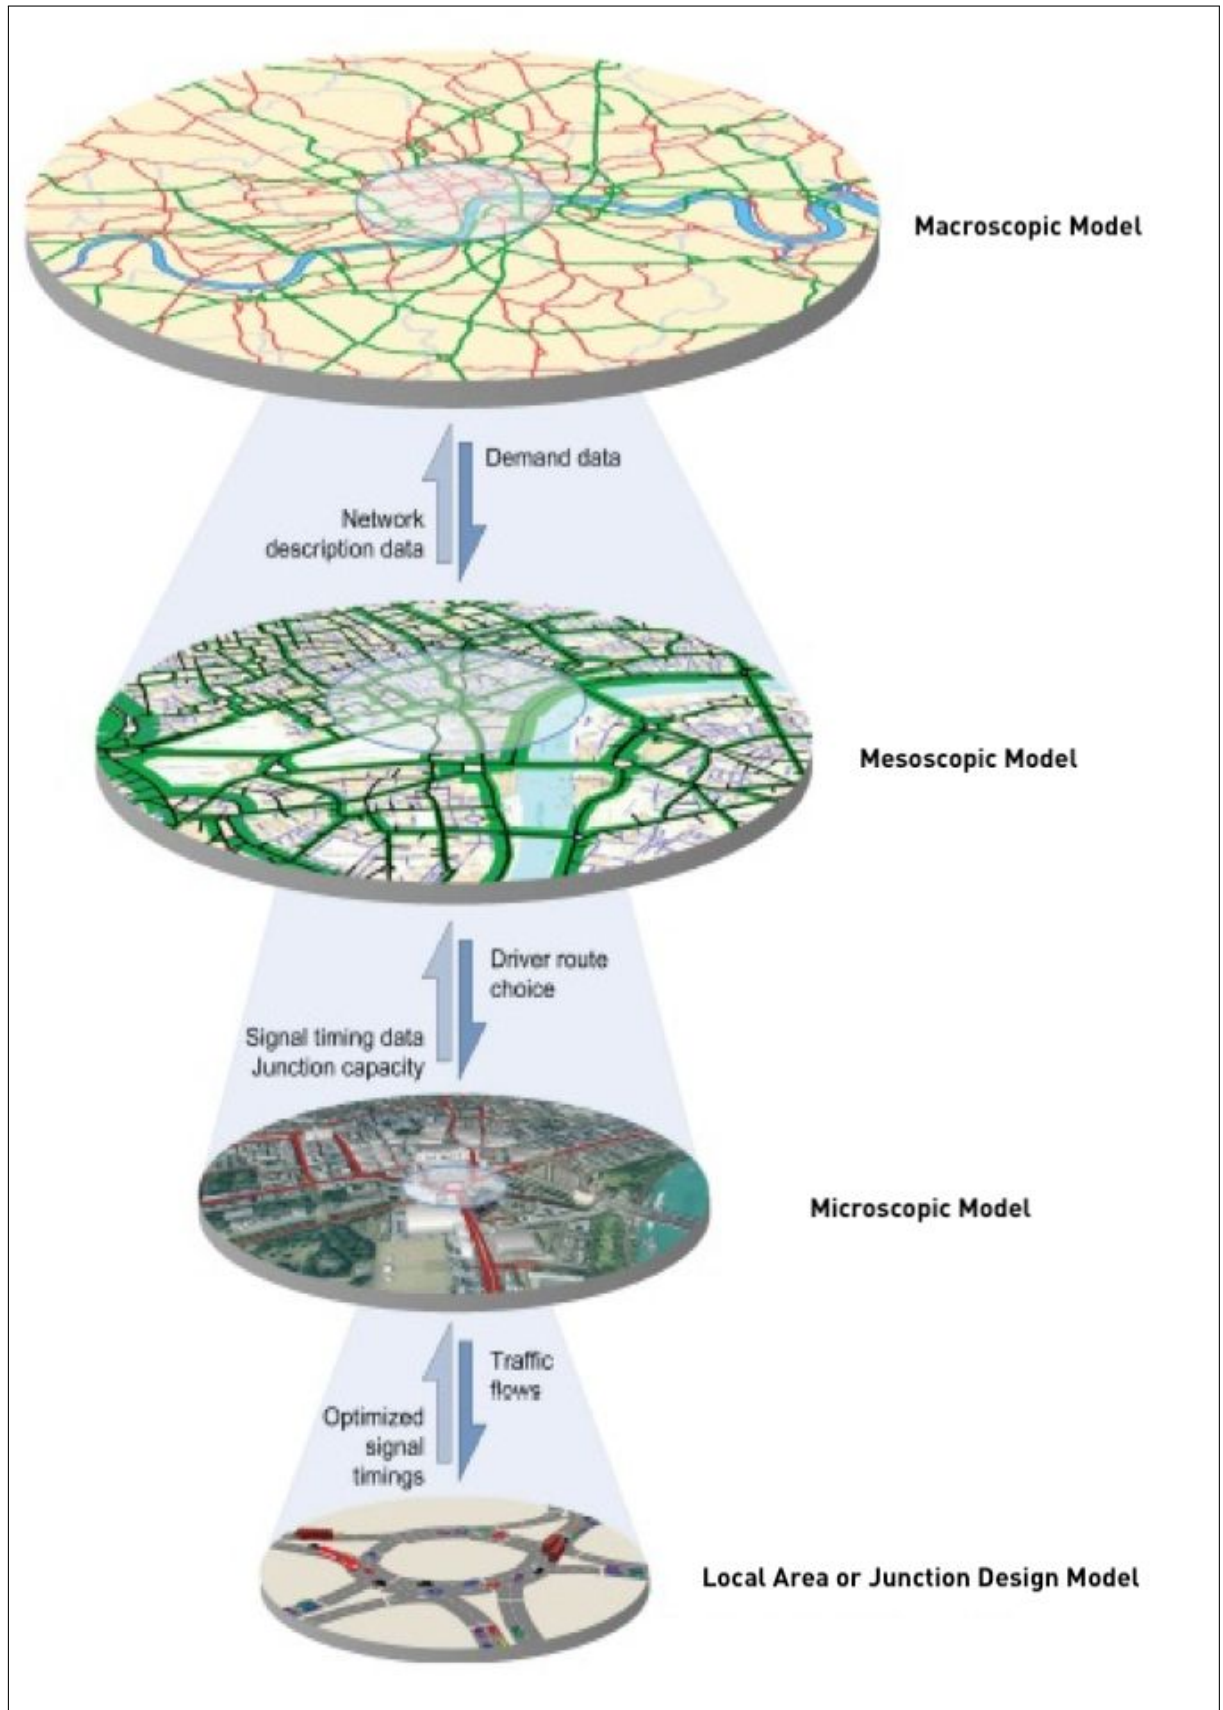 Macroscopic Model
Demand data
Network
description data
Mesoscopic Model
Driver route
choice
Signal timing data
Junction capacity
Microscopic Model
Traffic
flows
Optimized
signal
timings
Local Area or Junction Design Model